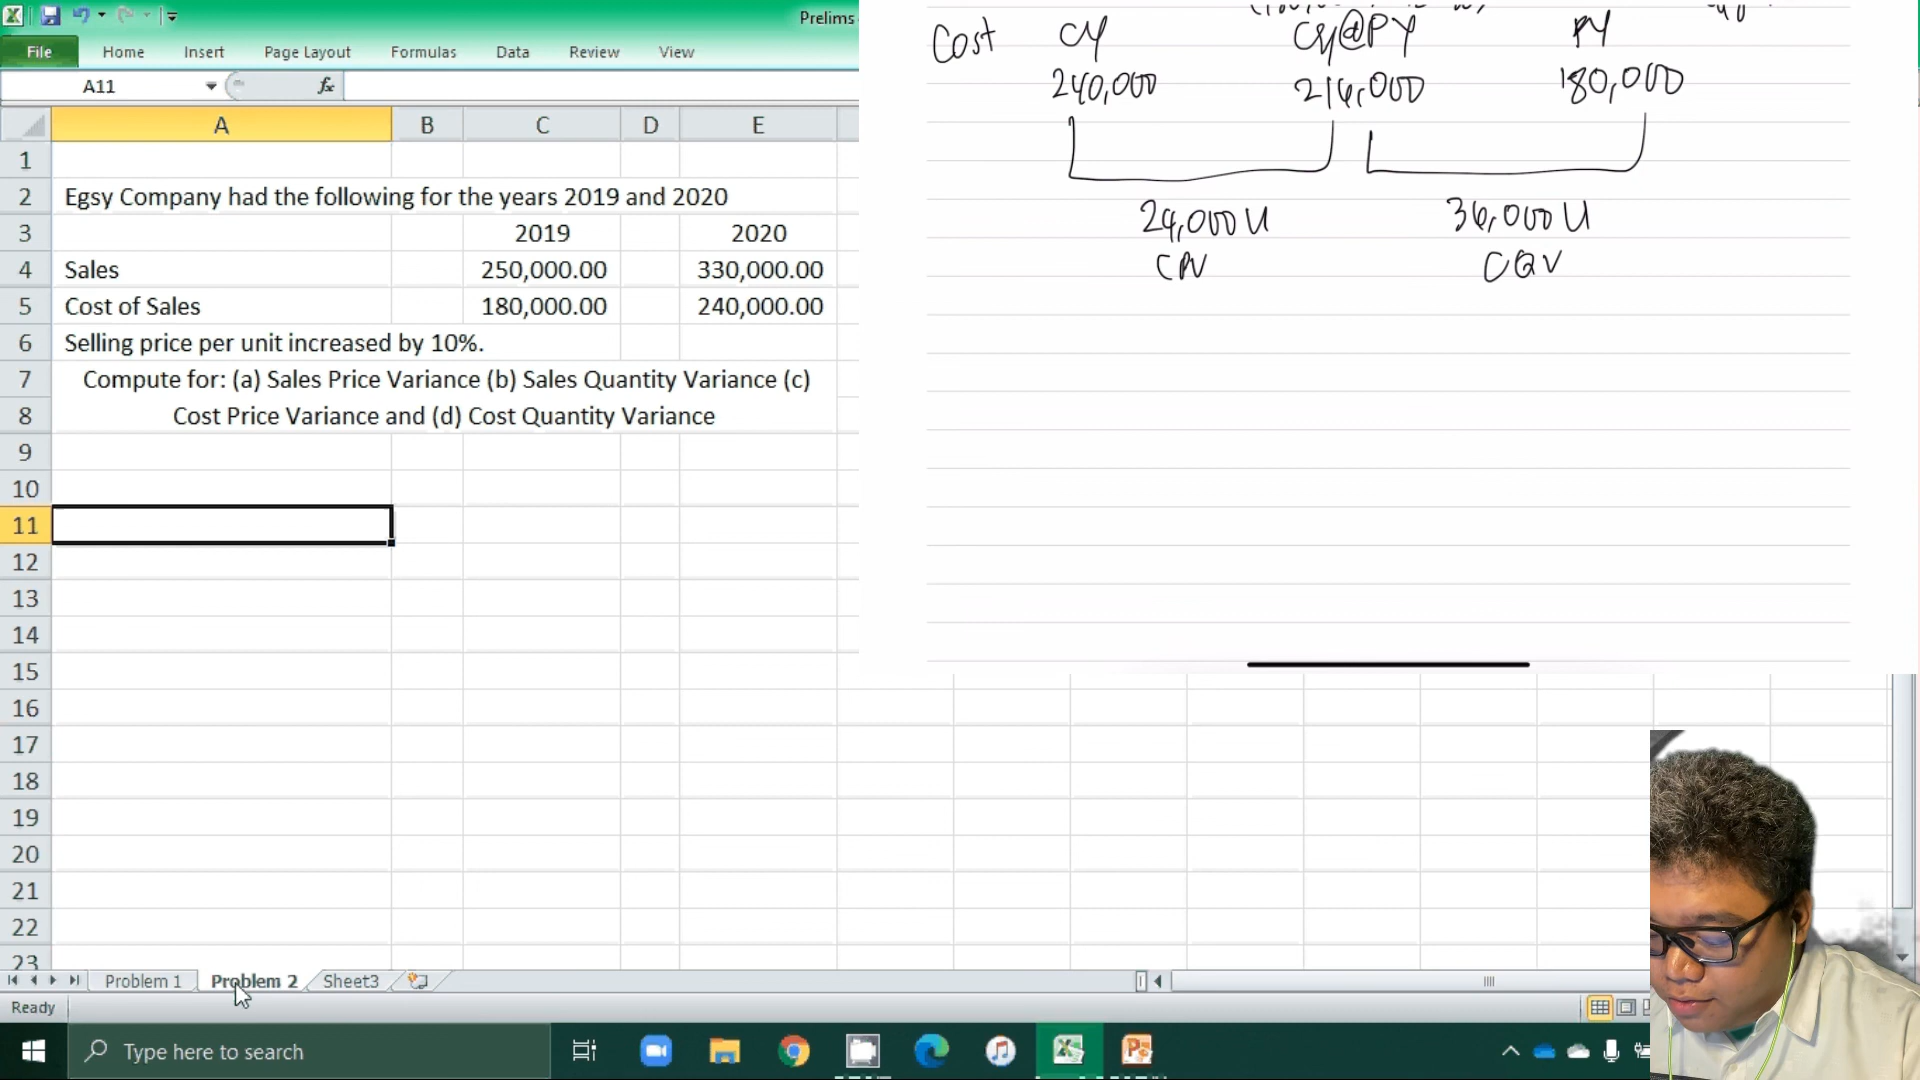 Prelims
File Home Insert Page Layout Formulas Data Review View
A11 fx
A B C D E
1
2 Egsy Company had the following for the years 2019 and 2020
3 2019 2020
4 Sales 250,000.00 330,000.00
5 Cost of Sales 180,000.00 240,000.00
6 Selling price per unit increased by 10%.
7 Compute for: (a) Sales Price Variance (b) Sales Quantity Variance (c)
8 Cost Price Variance and (d) Cost Quantity Variance
9
10
11
12
13
14
15
16
17
18
19
20
21
22
23
Cost CY CY@PY PY
240,000 216,000 180,000
24,000 U 36,000 U
CPV CQV
Problem 1 Problem 2 Sheet3
Ready
Type here to search